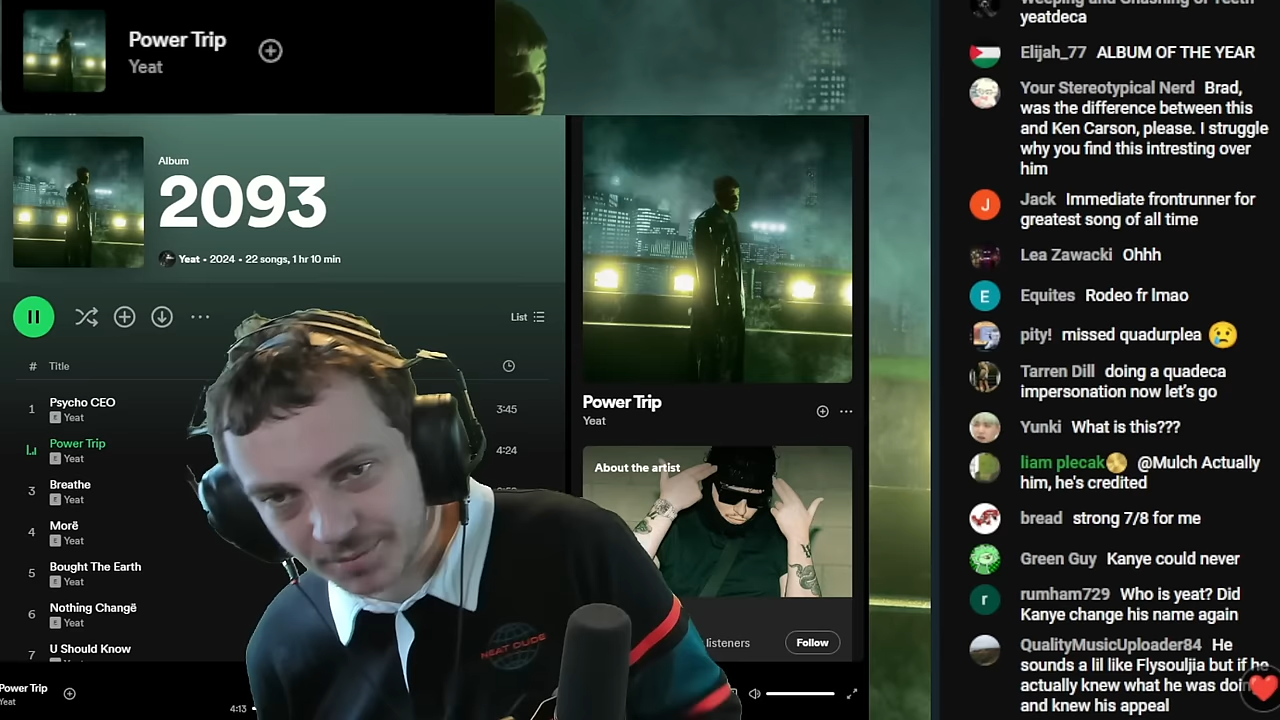 Power Trip
Yeat
Album
2093
Yeat • 2024 • 22 songs, 1 hr 10 min
List
# Title
1 Psycho CEO 3:45
E Yeat
Power Trip 4:24
E Yeat
3 Breathe
E Yeat
4 Morë
E Yeat
5 Bought The Earth
E Yeat
6 Nothing Changë
E Yeat
7 U Should Know
Power Trip
Yeat
4:13
Power Trip
Yeat
About the artist
listeners
Follow
NEAT DUDE
yeatdeca
Elijah_77 ALBUM OF THE YEAR
Your Stereotypical Nerd Brad,
was the difference between this
and Ken Carson, please. I struggle
why you find this intresting over
him
J
Jack Immediate frontrunner for
greatest song of all time
Lea Zawacki Ohhh
E
Equites Rodeo fr lmao
pity! missed quadurplea 😢
Tarren Dill doing a quadeca
impersonation now let's go
Yunki What is this???
liam plecak @Mulch Actually
him, he's credited
bread strong 7/8 for me
Green Guy Kanye could never
r
rumham729 Who is yeat? Did
Kanye change his name again
QualityMusicUploader84 He
sounds a lil like Flysouljia but if he
actually knew what he was doin
and knew his appeal